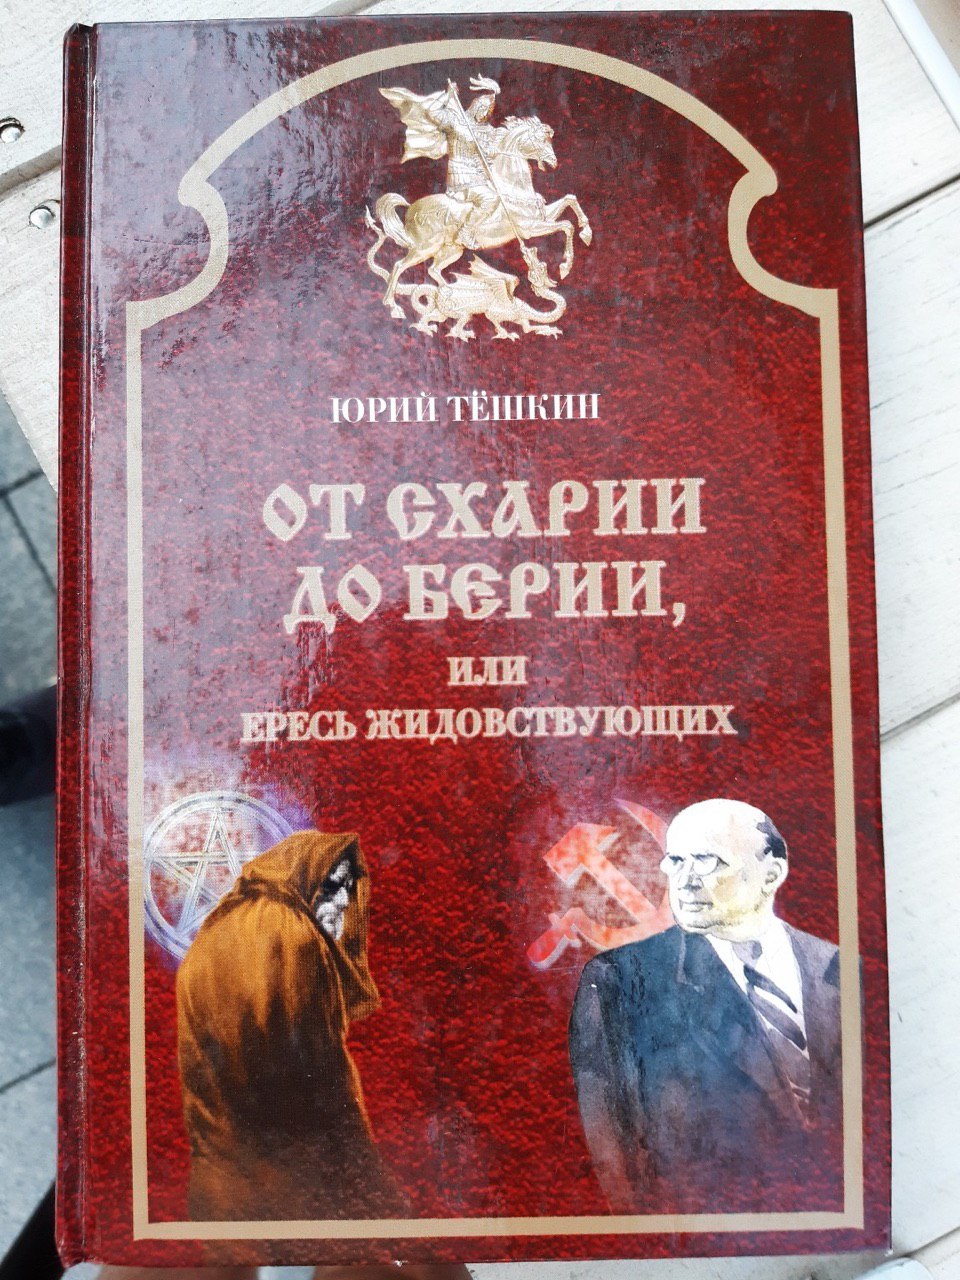 ЮРИЙ ТЁШКИН
ОТ СХАРИИ
ДО БЕРИИ,
ИЛИ
ЕРЕСЬ ЖИДОВСТВУЮЩИХ